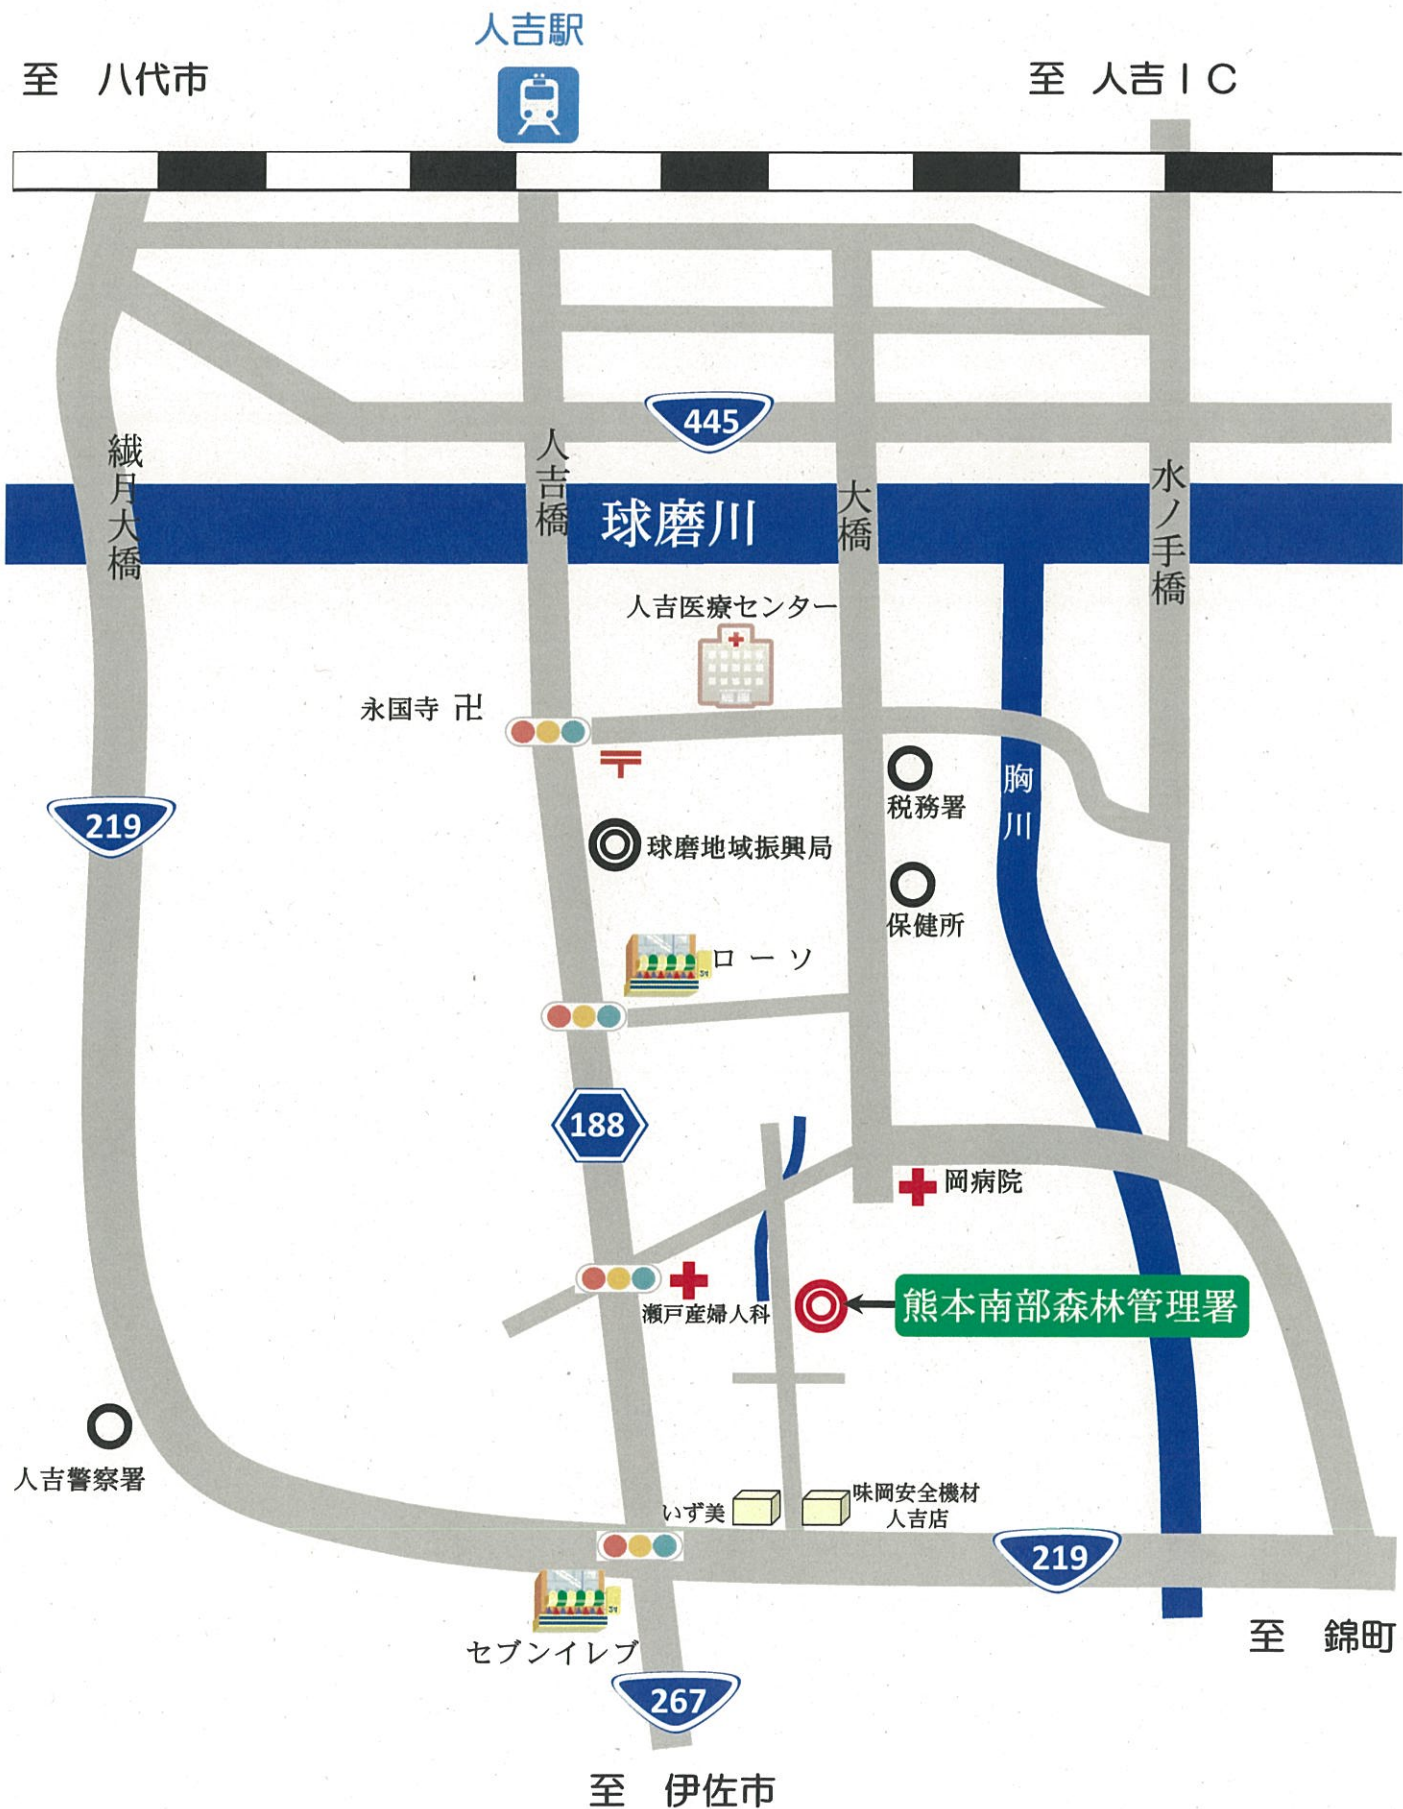 人吉駅
至 八代市
至 人吉IC
445
繊月大橋
人吉橋
球磨川
大橋
水ノ手橋
人吉医療センター
永国寺 卍
〒
税務署
胸川
219
球磨地域振興局
保健所
ローソ
188
岡病院
瀬戸産婦人科
熊本南部森林管理署
人吉警察署
いず美
味岡安全機材
人吉店
219
セブンイレブ
至 錦町
267
至 伊佐市